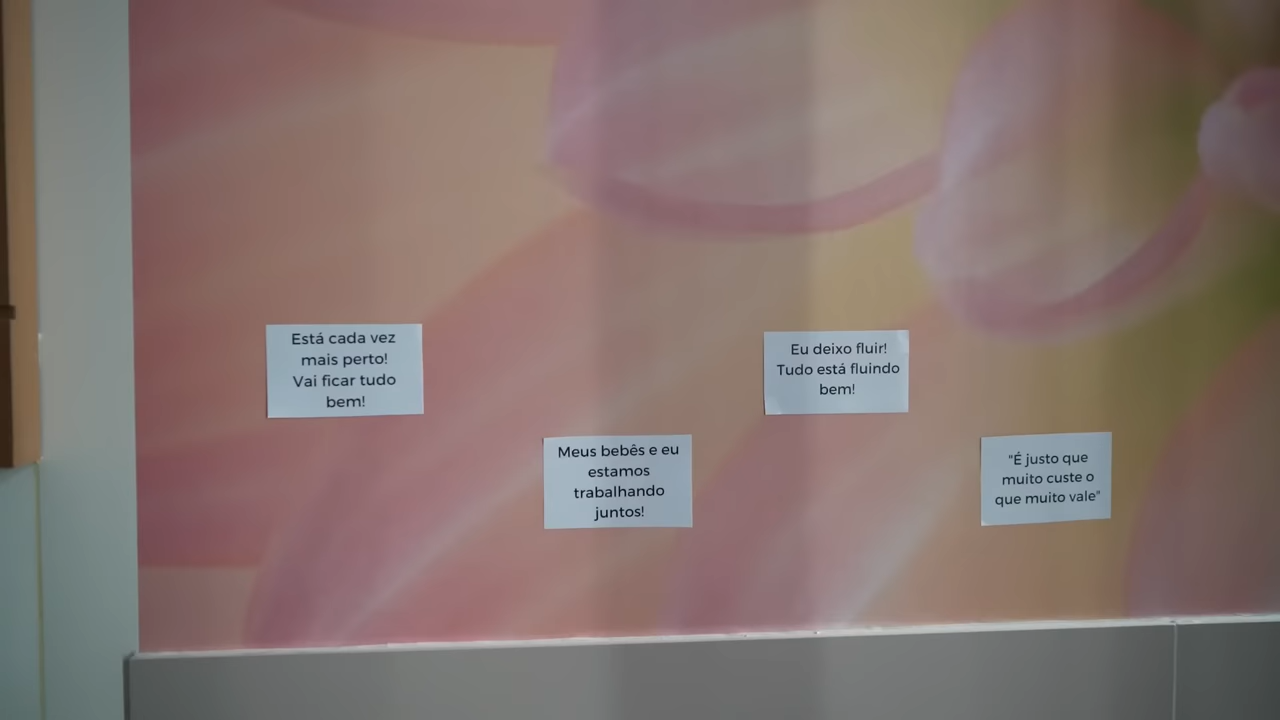 Está cada vez
mais perto!
Vai ficar tudo
bem!
Meus bebês e eu
estamos
trabalhando
juntos!
Eu deixo fluir!
Tudo está fluindo
bem!
"É justo que
muito custe o
que muito vale"